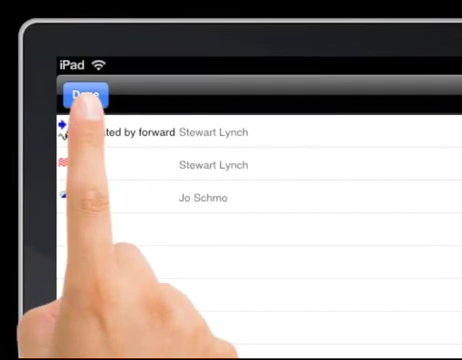 iPad
Done
ted by forward Stewart Lynch
Stewart Lynch
Jo Schmo